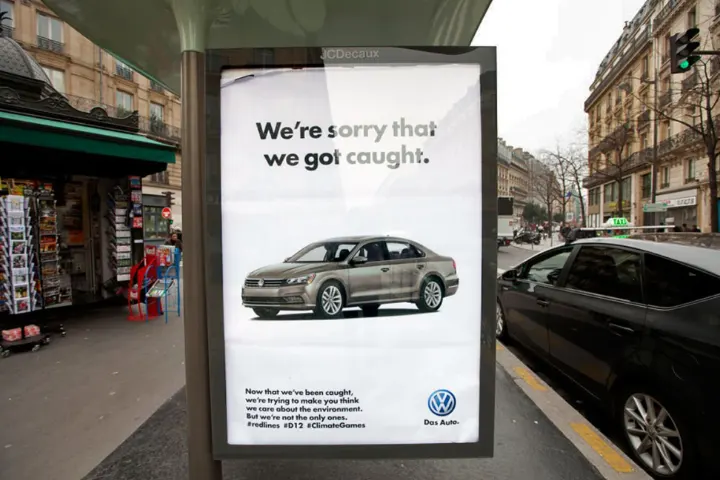 JCDecaux
We're sorry that
we got caught.
Now that we've been caught,
we're trying to make you think
we care about the environment.
But we're not the only ones.
#redlines #D12 #ClimateGames
Das Auto.
TAXI